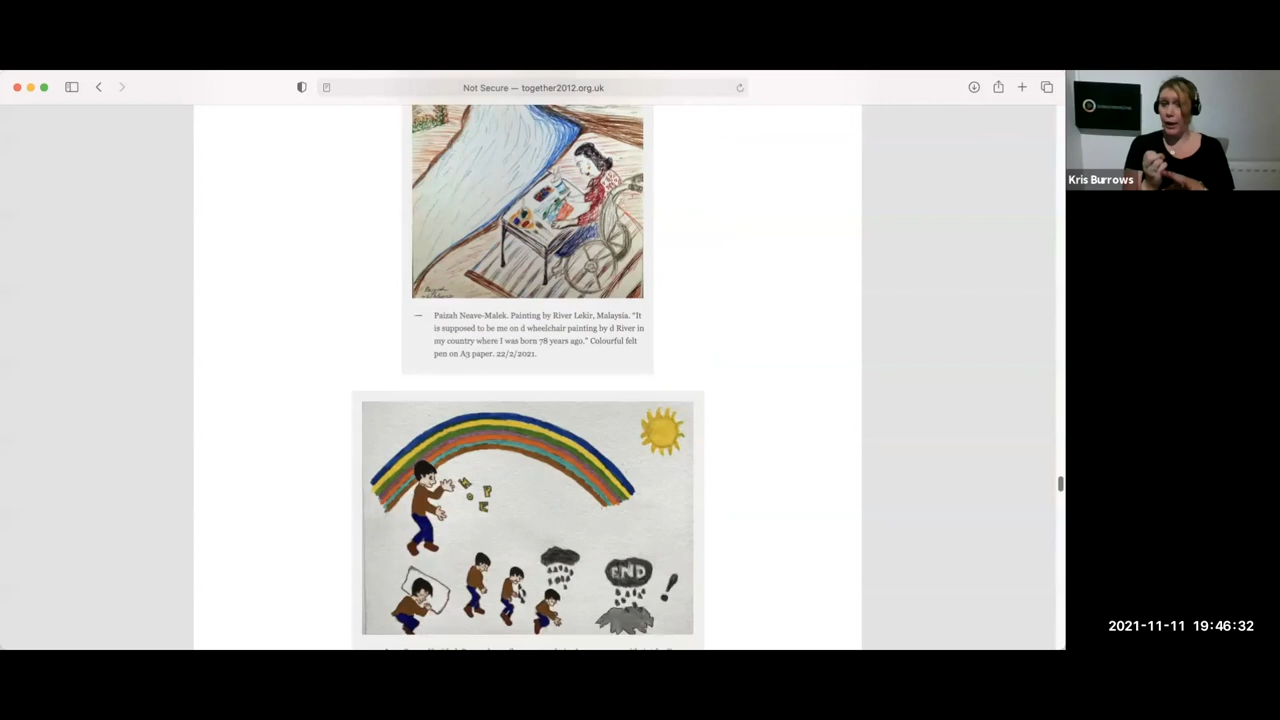 Not Secure — together2012.org.uk
Kris Burrows
— Paizah Neave-Malek. Painting by River Lekir, Malaysia. "It
is supposed to be me on d wheelchair painting by d River in
my country where I was born 78 years ago." Colourful felt
pen on A3 paper. 22/2/2021.
HOPE
END
!
2021-11-11 19:46:32